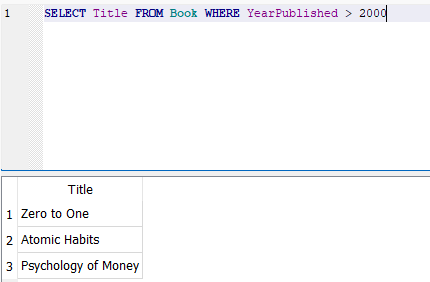 1 SELECT Title FROM Book WHERE YearPublished > 2000
Title
1 Zero to One
2 Atomic Habits
3 Psychology of Money